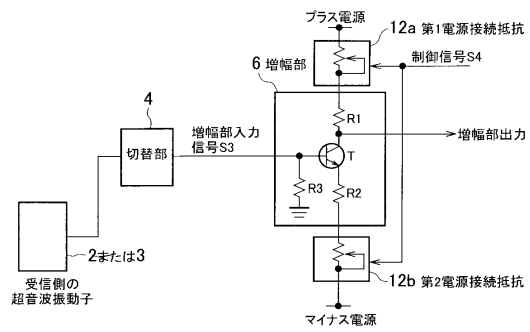 プラス電源
12a 第1電源接続抵抗
制御信号S4
6 増幅部
R1
増幅部出力
4
切替部
増幅部入力
信号S3
T
R3
R2
2または3
受信側の
超音波振動子
12b 第2電源接続抵抗
マイナス電源